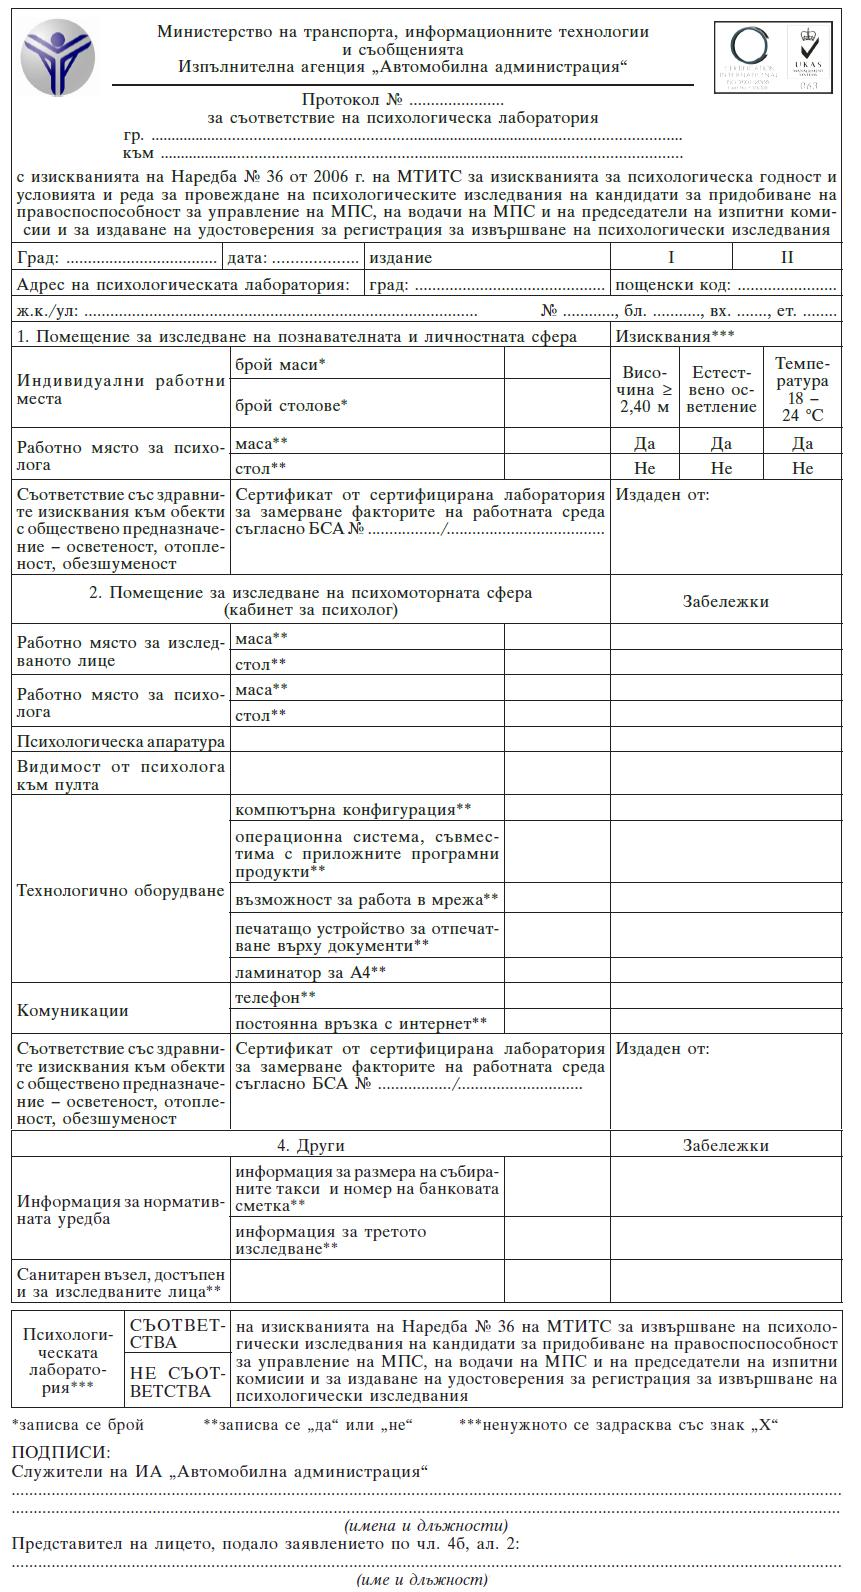 Министерство на транспорта, информационните технологии
и съобщенията
Изпълнителна агенция „Автомобилна администрация“
CERTIFICATION
INTERNATIONAL
UKAS
MANAGEMENT
SYSTEMS
063
Протокол № ......................
за съответствие на психологическа лаборатория
гр. ..........................................................................................................................
към ........................................................................................................................
с изискванията на Наредба № 36 от 2006 г. на МТИТС за изискванията за психологическа годност и
условията и реда за провеждане на психологическите изследвания на кандидати за придобиване на
правоспоспособност за управление на МПС, на водачи на МПС и на председатели на изпитни коми-
сии и за издаване на удостоверения за регистрация за извършване на психологически изследвания
Град: ................................... дата: .................... издание I II
Адрес на психологическата лаборатория: град: ............................................ пощенски код: .......................
ж.к./ул: ........................................................................................... № ............, бл. ..........., вх. ......., ет. ........
1. Помещение за изследване на познавателната и личностната сфера Изисквания***
Индивидуални работни
места
брой маси*
брой столове*
Висо-
чина ≥
2,40 м
Естест-
вено ос-
ветление
Темпе-
ратура
18 –
24 °C
Работно място за психо-
лога
маса** Да Да Да
стол** Не Не Не
Съответствие със здравни-
те изисквания към обекти
с обществено предназначе-
ние – осветеност, отопле-
ност, обезшуменост
Сертификат от сертифицирана лаборатория
за замерване факторите на работната среда
съгласно БСА № ................./.....................................
Издаден от:
2. Помещение за изследване на психомоторната сфера
(кабинет за психолог)
Забележки
Работно място за изслед-
ваното лице
маса**
стол**
Работно място за психо-
лога
маса**
стол**
Психологическа апаратура
Видимост от психолога
към пулта
Технологично оборудване
компютърна конфигурация**
операционна система, съвмес-
тима с приложните програмни
продукти**
възможност за работа в мрежа**
печатащо устройство за отпечат-
ване върху документи**
ламинатор за А4**
Комуникации
телефон**
постоянна връзка с интернет**
Съответствие със здравни-
те изисквания към обекти
с обществено предназначе-
ние – осветеност, отопле-
ност, обезшуменост
Сертификат от сертифицирана лаборатория
за замерване факторите на работната среда
съгласно БСА № ................./.............................
Издаден от:
4. Други Забележки
Информация за норматив-
ната уредба
информация за размера на събира-
ните такси и номер на банковата
сметка**
информация за третото
изследване**
Санитарен възел, достъпен
и за изследваните лица**
Психологи-
ческата
лаборато-
рия***
СЪОТВЕТ-
СТВА
НЕ СЪОТ-
ВЕТСТВА
на изискванията на Наредба № 36 на МТИТС за извършване на психоло-
гически изследвания на кандидати за придобиване на правоспоспособност
за управление на МПС, на водачи на МПС и на председатели на изпитни
комисии и за издаване на удостоверения за регистрация за извършване на
психологически изследвания
*записва се брой **записва се „да“ или „не“ ***ненужното се задрасква със знак „X“
ПОДПИСИ:
Служители на ИА „Автомобилна администрация“
....................................................................................................................................
....................................................................................................................................
(имена и длъжности)
Представител на лицето, подало заявлението по чл. 4б, ал. 2:
....................................................................................................................................
(име и длъжност)